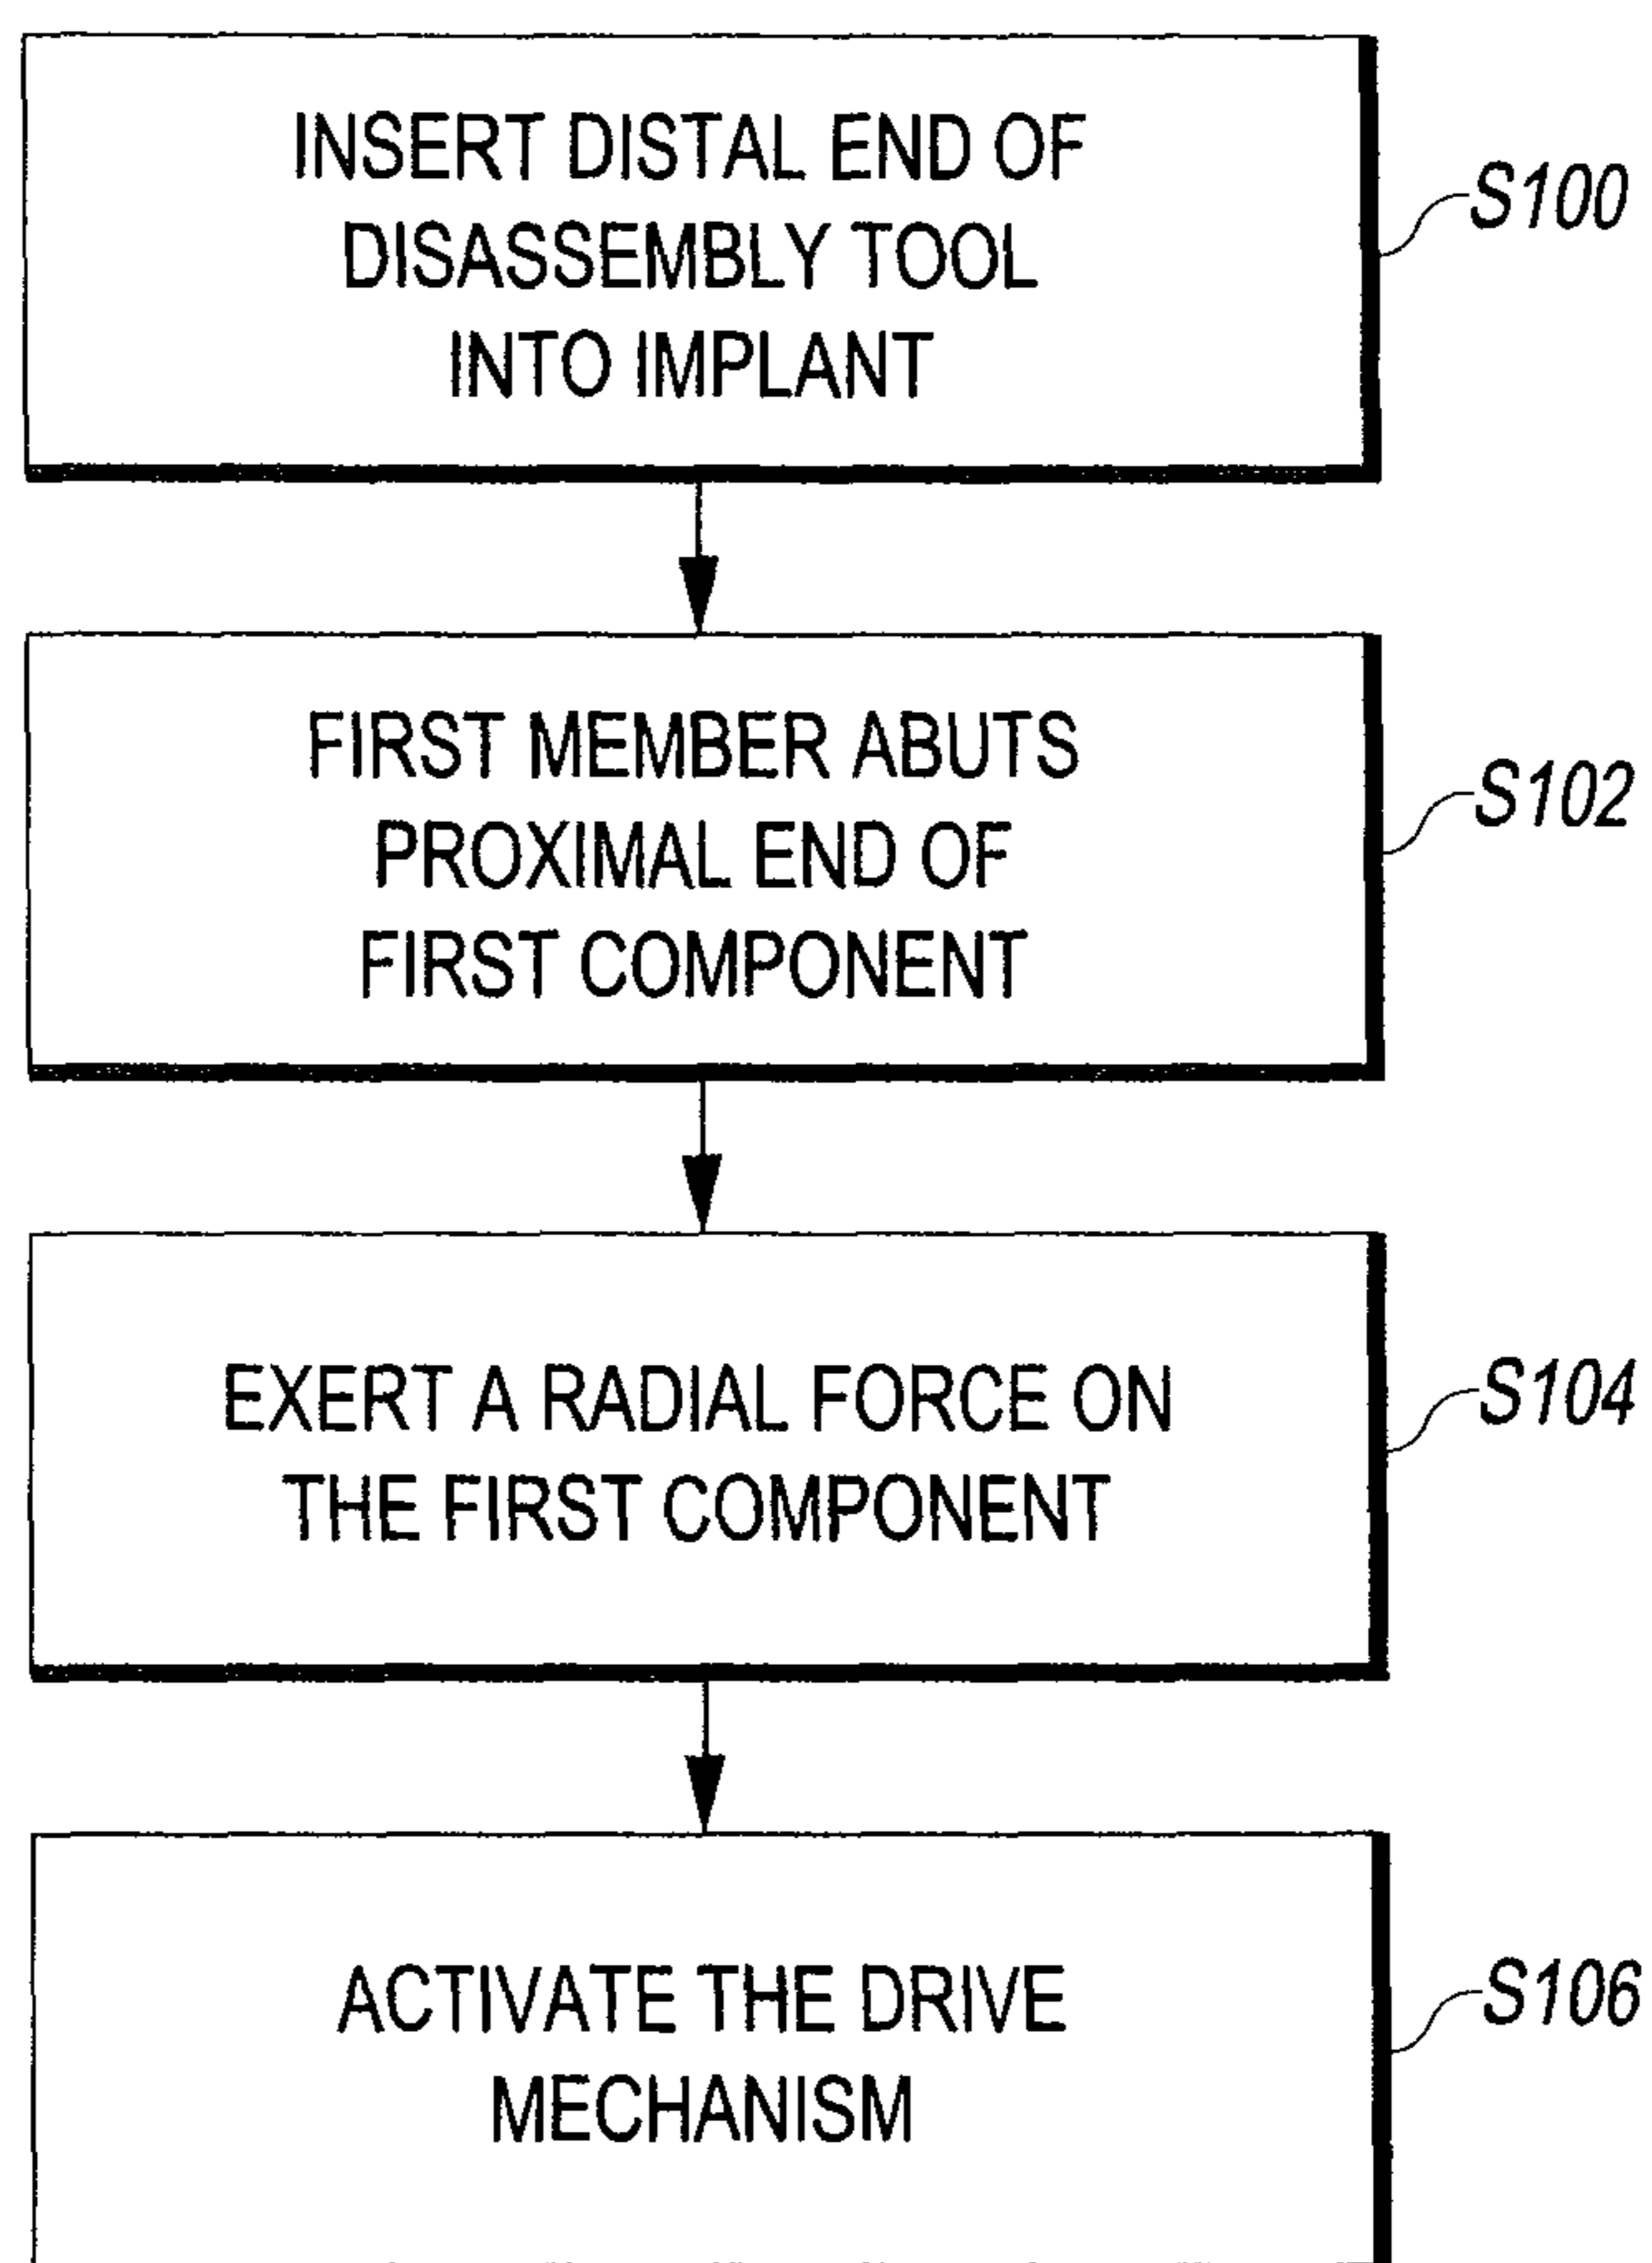 INSERT DISTAL END OF
DISASSEMBLY TOOL
INTO IMPLANT
S100
FIRST MEMBER ABUTS
PROXIMAL END OF
FIRST COMPONENT
S102
EXERT A RADIAL FORCE ON
THE FIRST COMPONENT
S104
ACTIVATE THE DRIVE
MECHANISM
S106